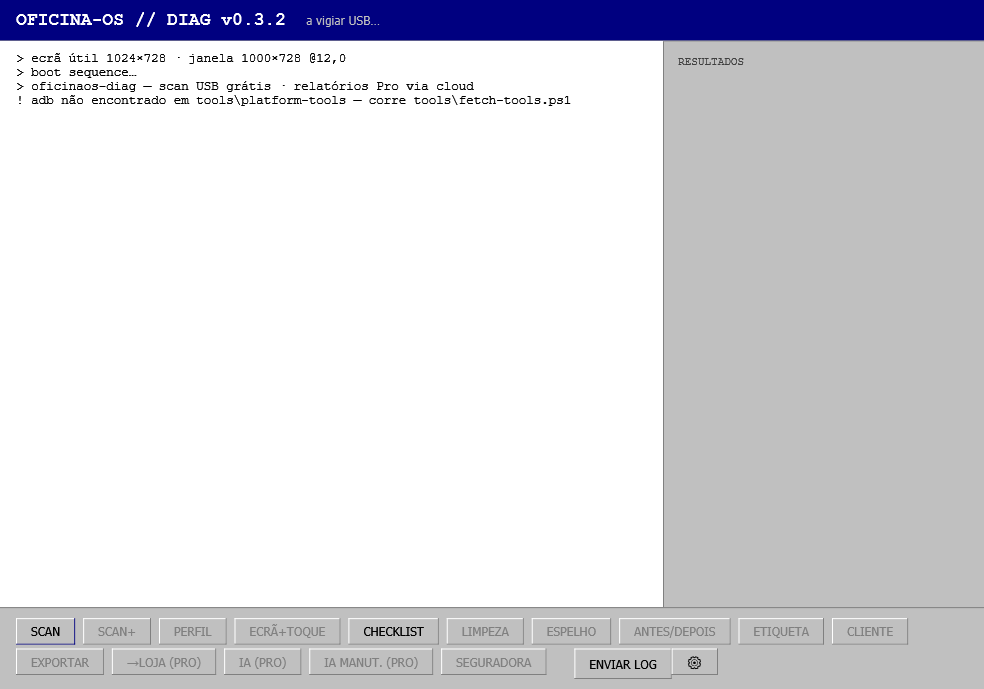 OFICINA-OS // DIAG v0.3.2 a vigiar USB…
> ecrã útil 1024×728 · janela 1000×728 @12,0
> boot sequence…
> oficinaos-diag — scan USB grátis · relatórios Pro via cloud
! adb não encontrado em tools\platform-tools — corre tools\fetch-tools.ps1
RESULTADOS
SCAN SCAN+ PERFIL ECRÃ+TOQUE CHECKLIST LIMPEZA ESPELHO ANTES/DEPOIS ETIQUETA CLIENTE
EXPORTAR →LOJA (PRO) IA (PRO) IA MANUT. (PRO) SEGURADORA ENVIAR LOG